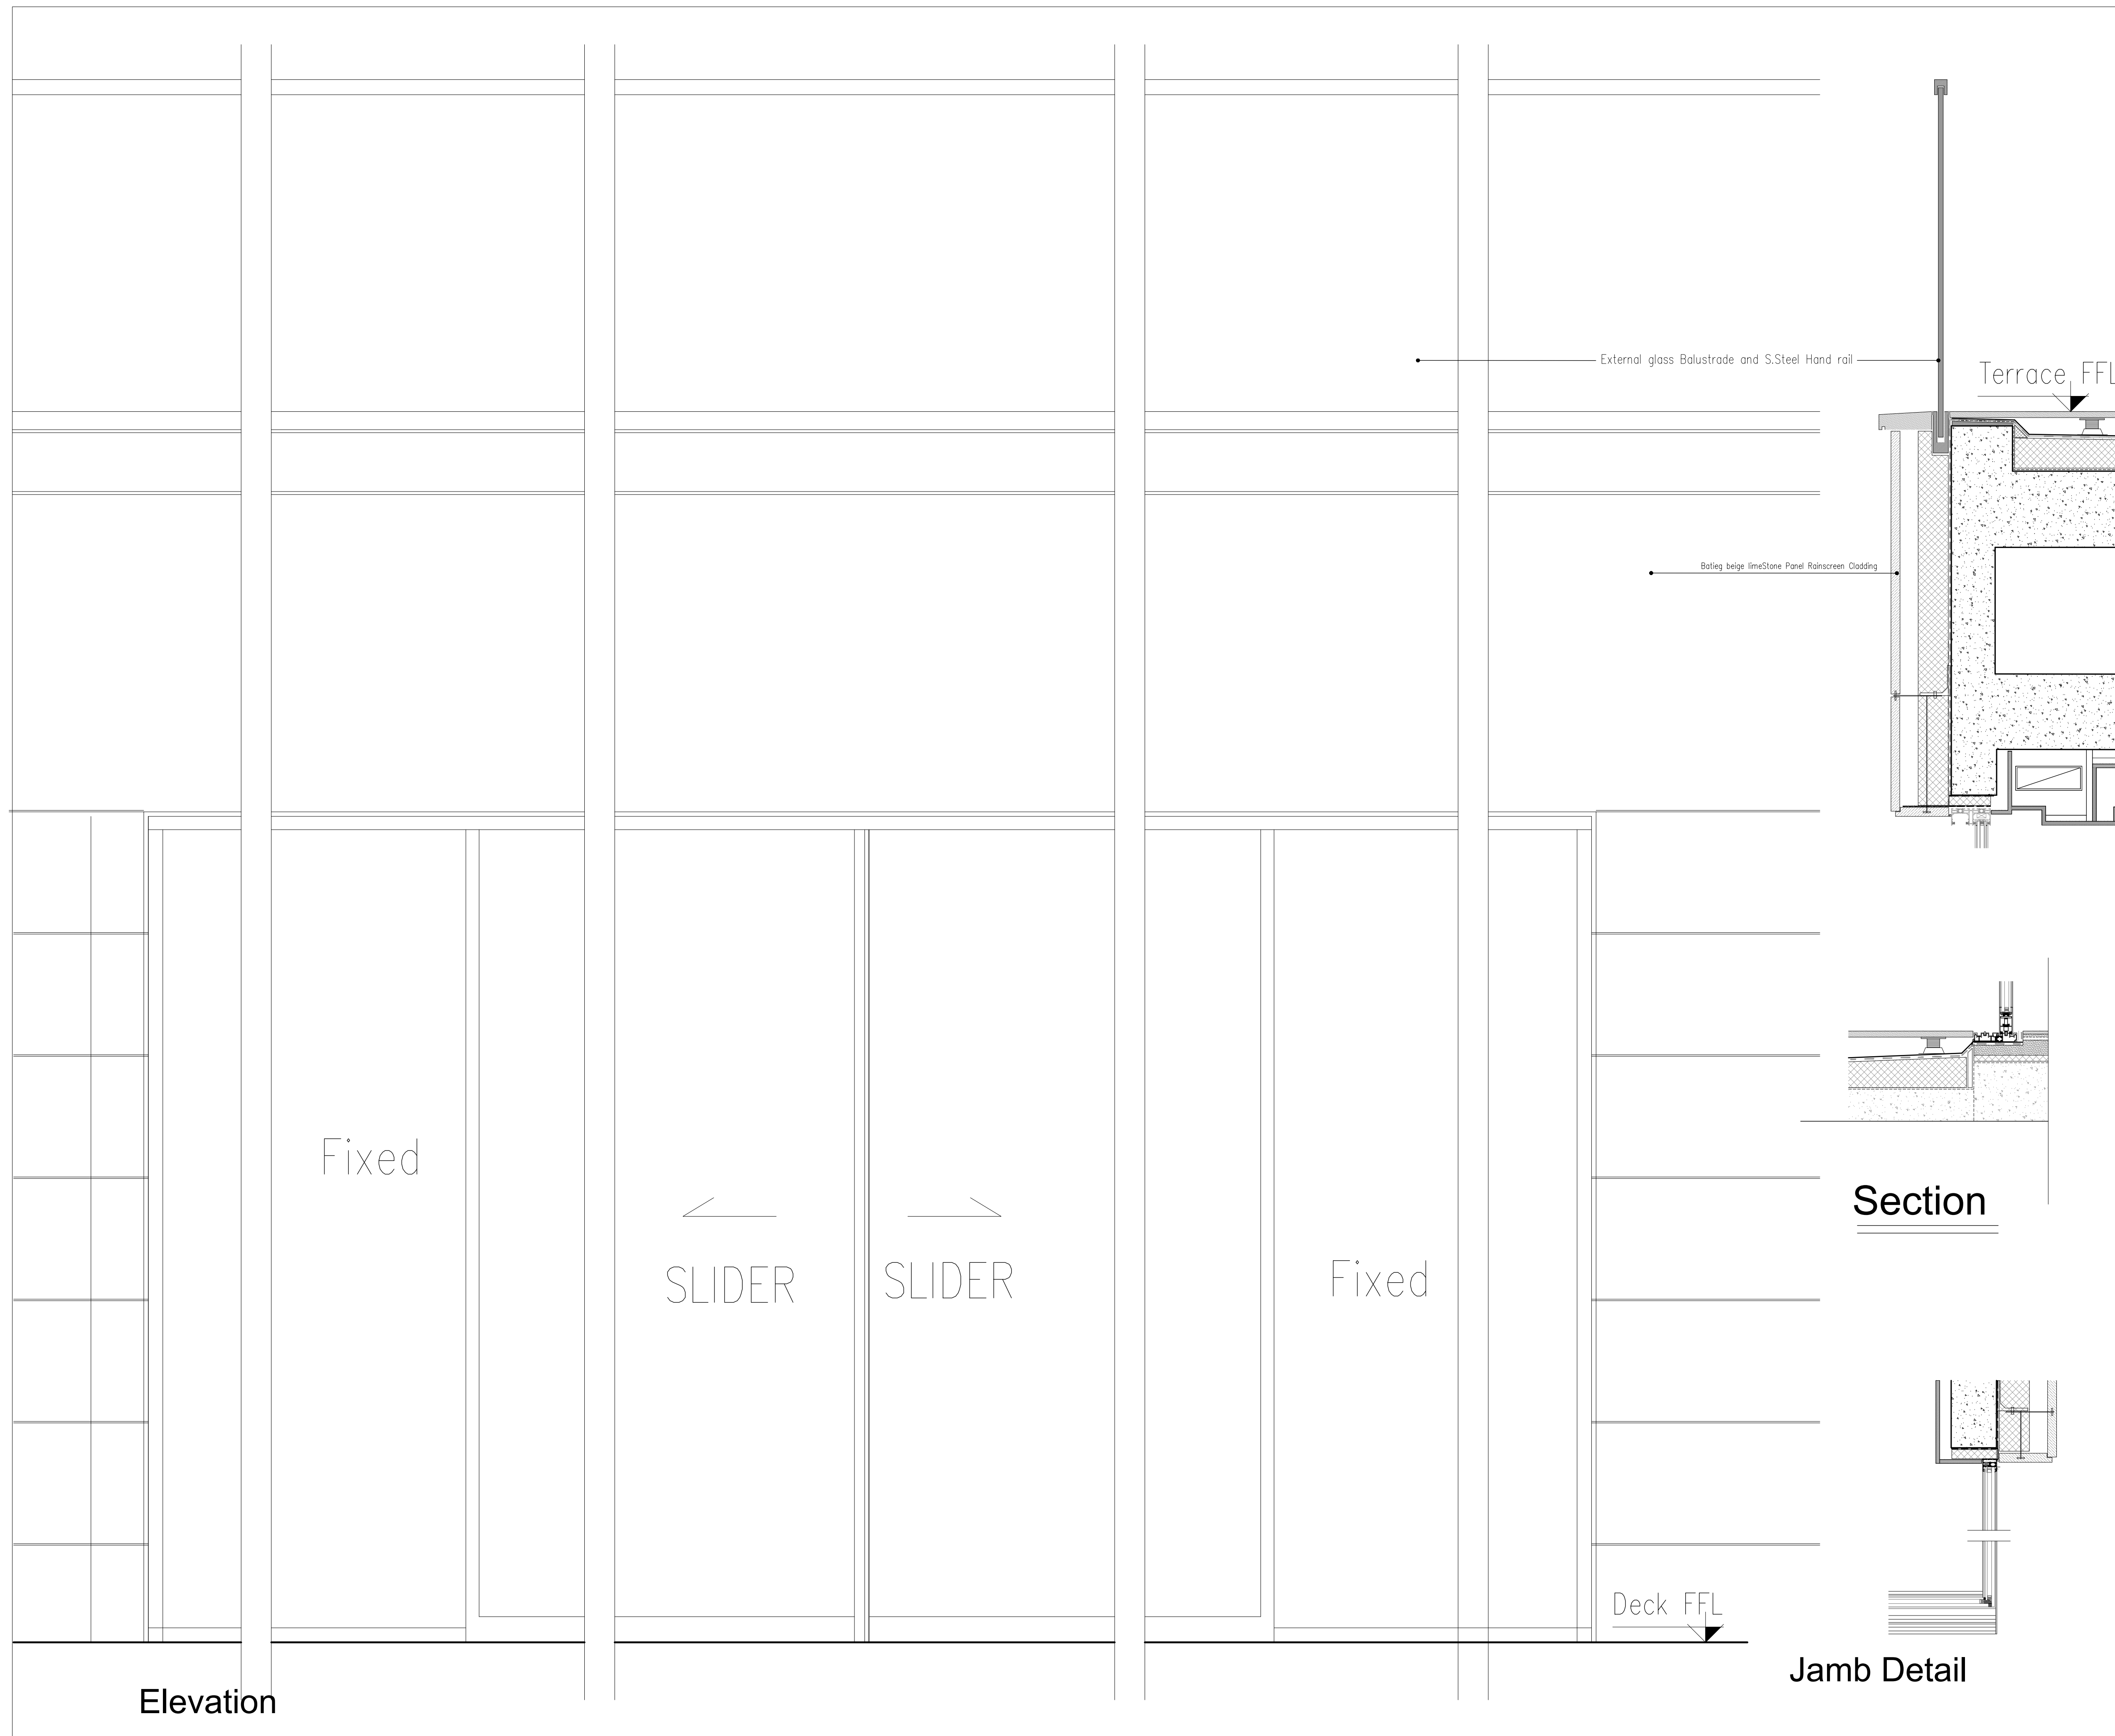 External glass Balustrade and S.Steel Hand rail
Terrace FFL
Batieg beige limeStone Panel Rainscreen Cladding
Fixed
SLIDER
SLIDER
Fixed
Section
Deck FFL
Jamb Detail
Elevation